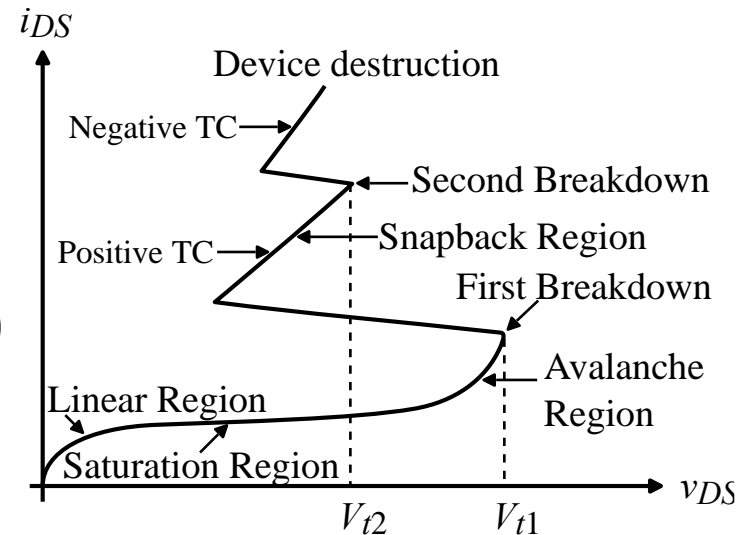 iDS
Device destruction
Negative TC
Second Breakdown
Snapback Region
Positive TC
First Breakdown
)
Avalanche
Region
Linear Region
Saturation Region
vDS
Vt2
Vt1